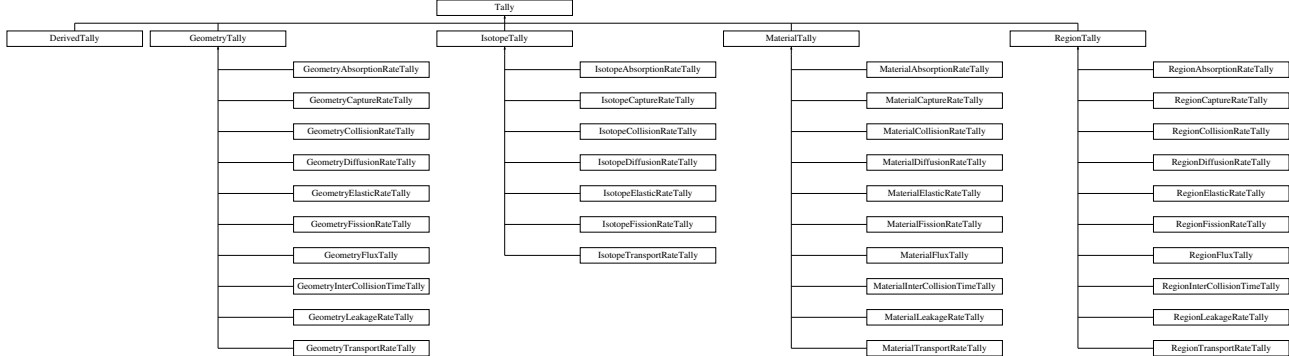 Tally
DerivedTally GeometryTally IsotopeTally MaterialTally RegionTally
GeometryAbsorptionRateTally IsotopeAbsorptionRateTally MaterialAbsorptionRateTally RegionAbsorptionRateTally
GeometryCaptureRateTally IsotopeCaptureRateTally MaterialCaptureRateTally RegionCaptureRateTally
GeometryCollisionRateTally IsotopeCollisionRateTally MaterialCollisionRateTally RegionCollisionRateTally
GeometryDiffusionRateTally IsotopeDiffusionRateTally MaterialDiffusionRateTally RegionDiffusionRateTally
GeometryElasticRateTally IsotopeElasticRateTally MaterialElasticRateTally RegionElasticRateTally
GeometryFissionRateTally IsotopeFissionRateTally MaterialFissionRateTally RegionFissionRateTally
GeometryFluxTally IsotopeTransportRateTally MaterialFluxTally RegionFluxTally
GeometryInterCollisionTimeTally MaterialInterCollisionTimeTally RegionInterCollisionTimeTally
GeometryLeakageRateTally MaterialLeakageRateTally RegionLeakageRateTally
GeometryTransportRateTally MaterialTransportRateTally RegionTransportRateTally